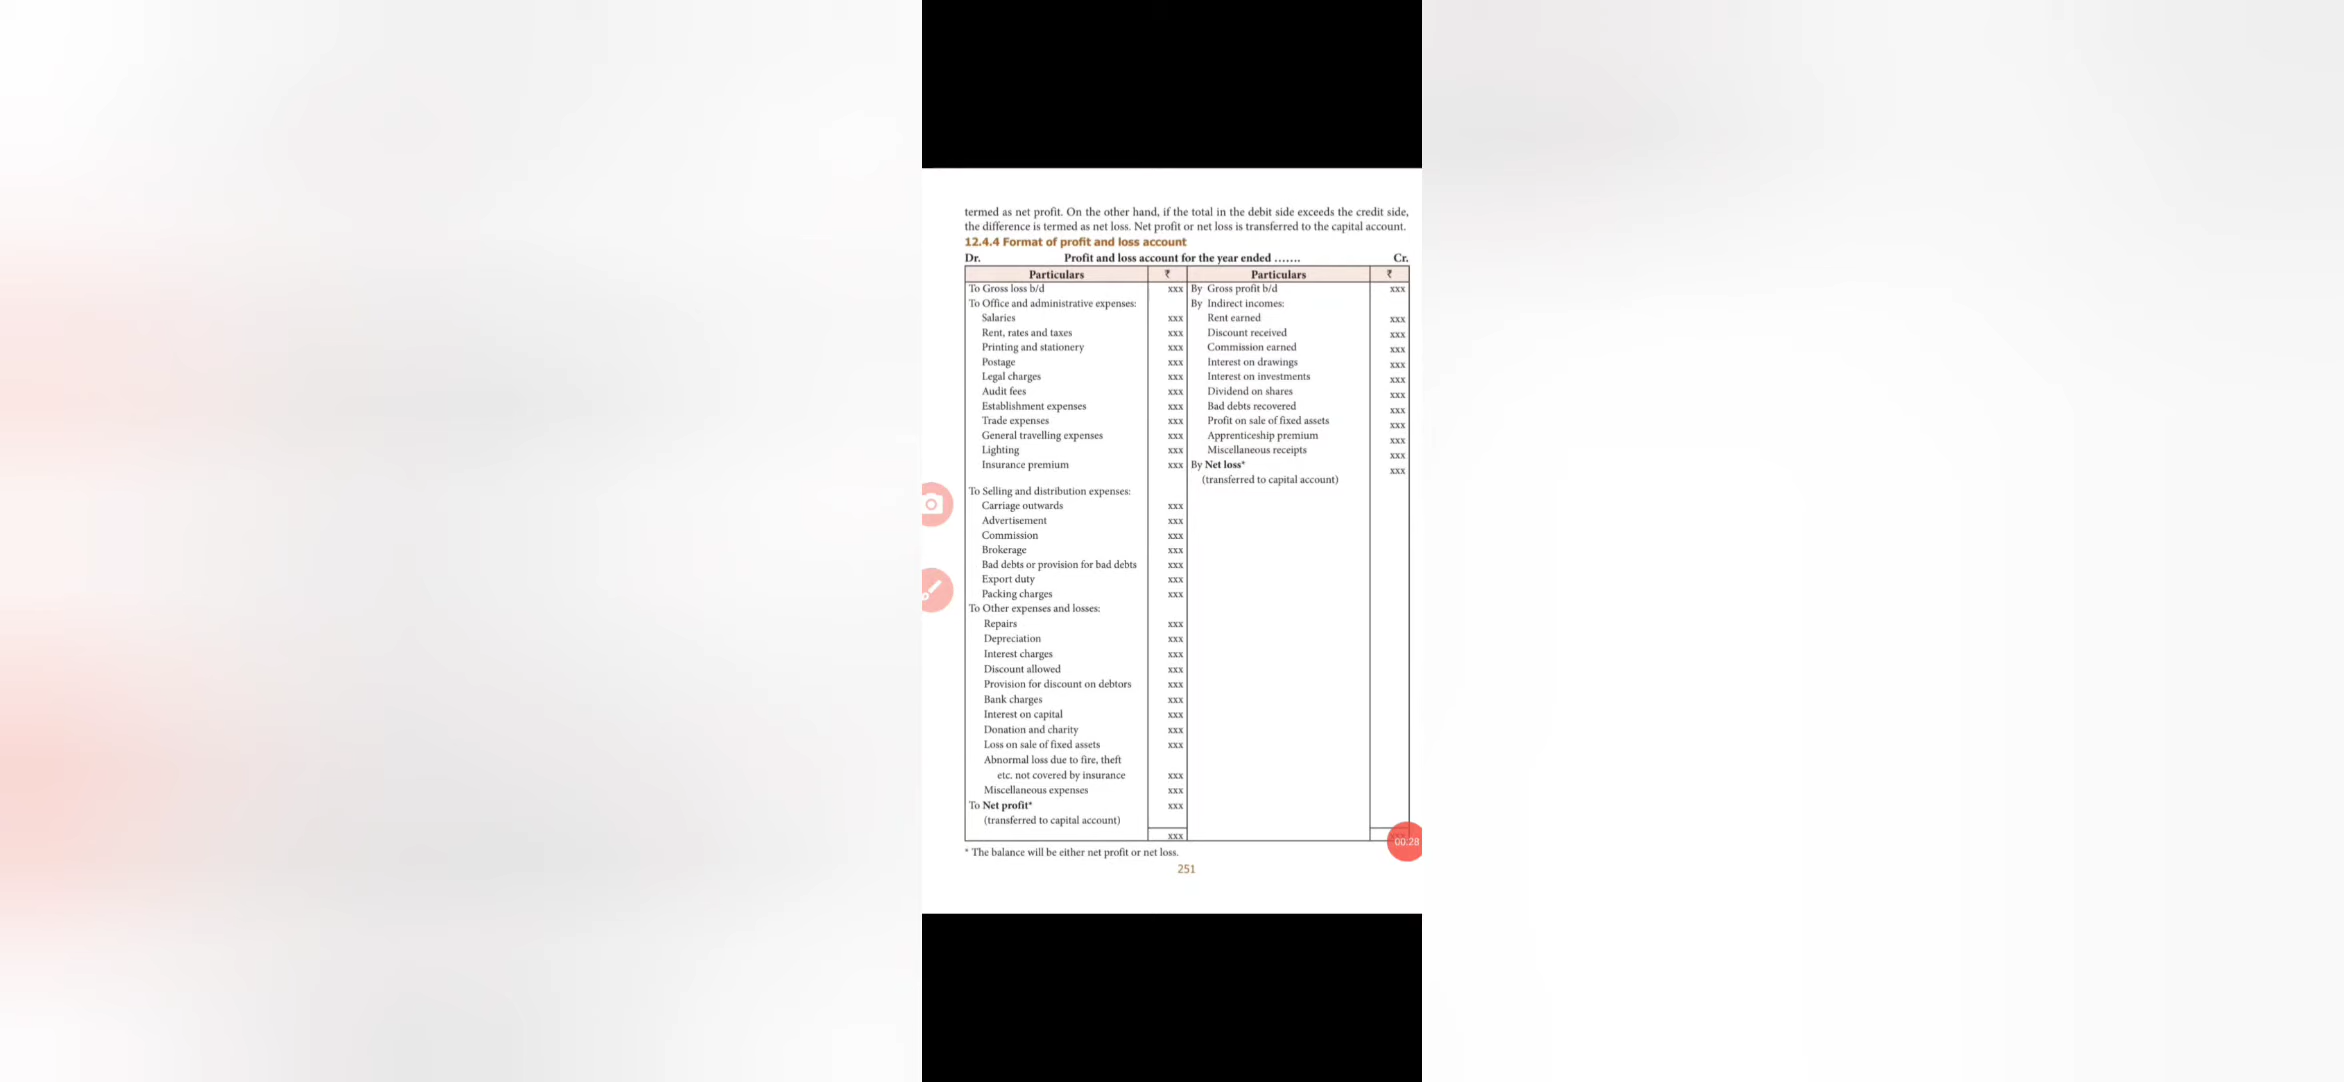 termed as net profit. On the other hand, if the total in the debit side exceeds the credit side,
the difference is termed as net loss. Net profit or net loss is transferred to the capital account.
12.4.4 Format of profit and loss account
Dr. Profit and loss account for the year ended ....... Cr.
Particulars ₹ Particulars ₹
To Gross loss b/d xxx By Gross profit b/d xxx
To Office and administrative expenses: By Indirect incomes:
Salaries xxx Rent earned xxx
Rent, rates and taxes xxx Discount received xxx
Printing and stationery xxx Commission earned xxx
Postage xxx Interest on drawings xxx
Legal charges xxx Interest on investments xxx
Audit fees xxx Dividend on shares xxx
Establishment expenses xxx Bad debts recovered xxx
Trade expenses xxx Profit on sale of fixed assets xxx
General travelling expenses xxx Apprenticeship premium xxx
Lighting xxx Miscellaneous receipts xxx
Insurance premium xxx By Net loss* xxx
(transferred to capital account)
To Selling and distribution expenses:
Carriage outwards xxx
Advertisement xxx
Commission xxx
Brokerage xxx
Bad debts or provision for bad debts xxx
Export duty xxx
Packing charges xxx
To Other expenses and losses:
Repairs xxx
Depreciation xxx
Interest charges xxx
Discount allowed xxx
Provision for discount on debtors xxx
Bank charges xxx
Interest on capital xxx
Donation and charity xxx
Loss on sale of fixed assets xxx
Abnormal loss due to fire, theft
etc. not covered by insurance xxx
Miscellaneous expenses xxx
To Net profit* xxx
(transferred to capital account)
xxx
00:28
* The balance will be either net profit or net loss.
251